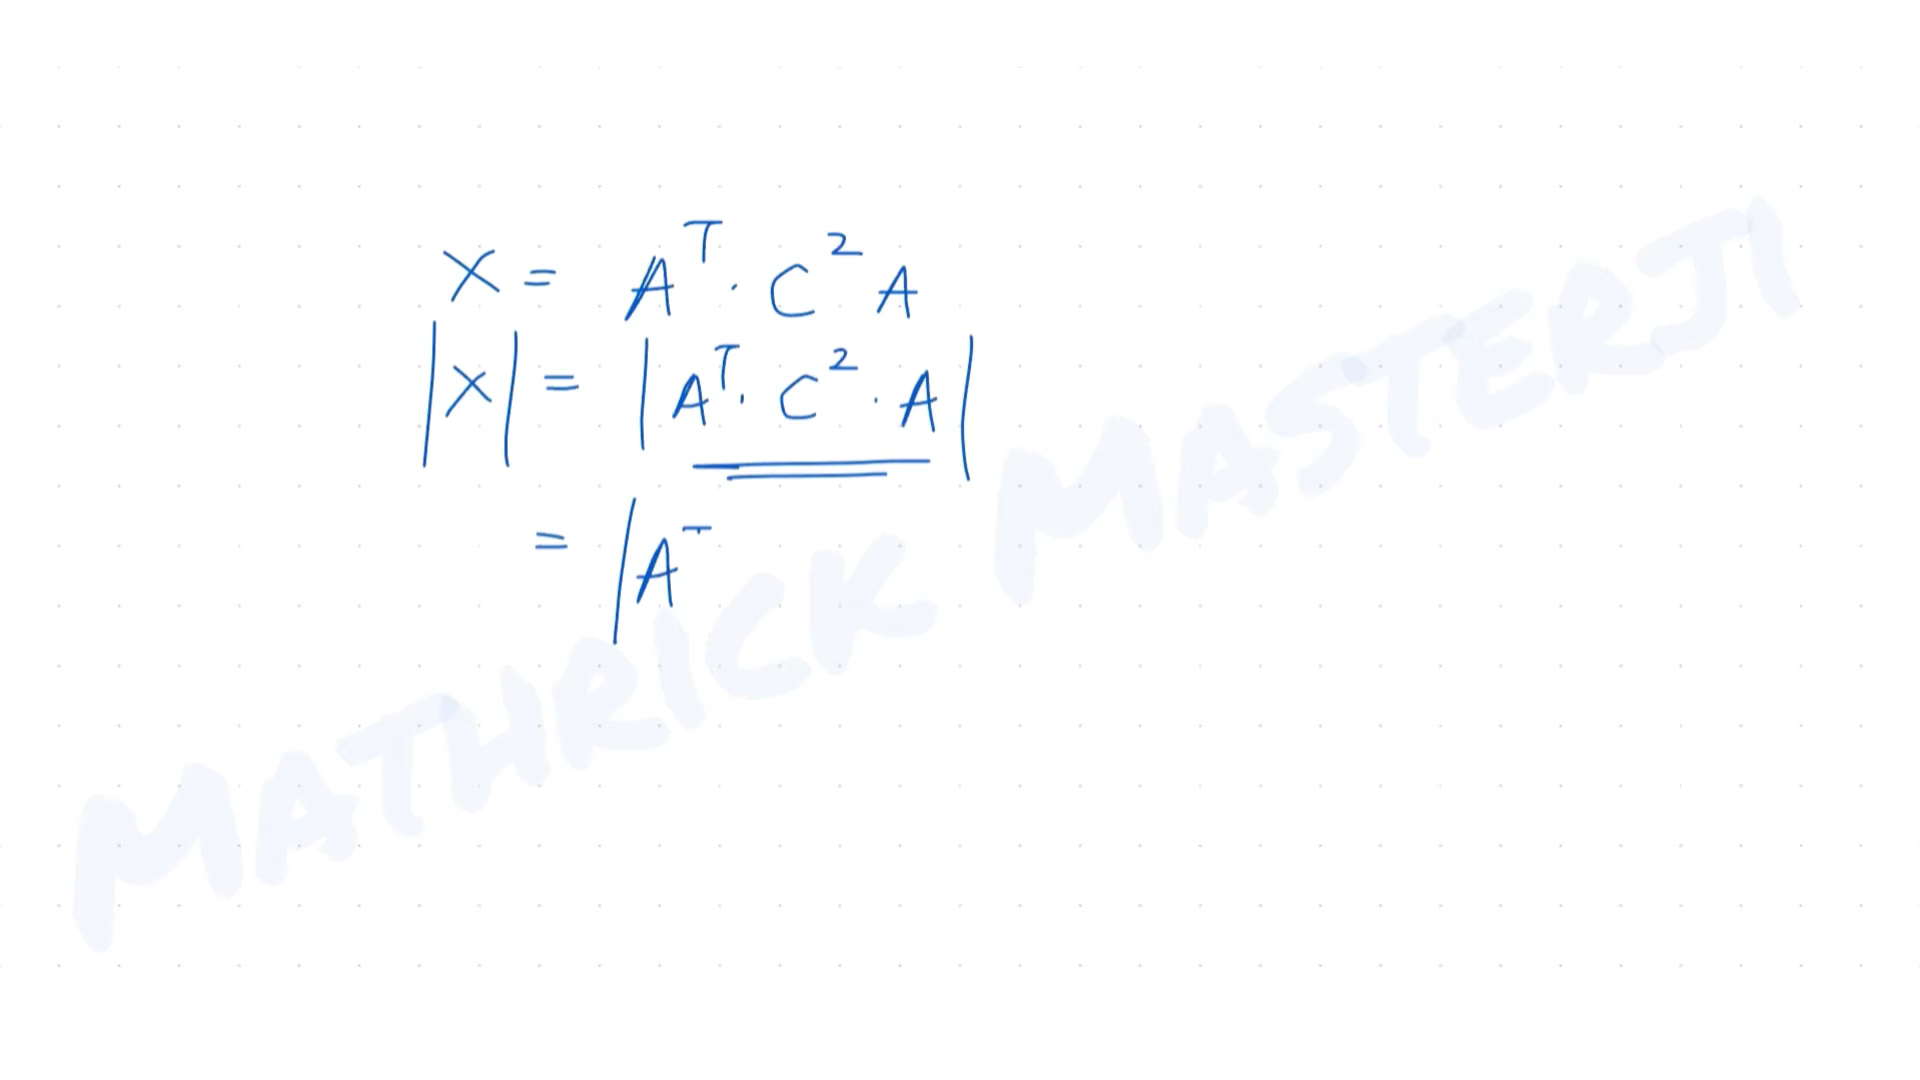 X = A^T · C^2 A
|X| = |A^T · C^2 · A|
= |A^T
MATHRICK MASTERJI